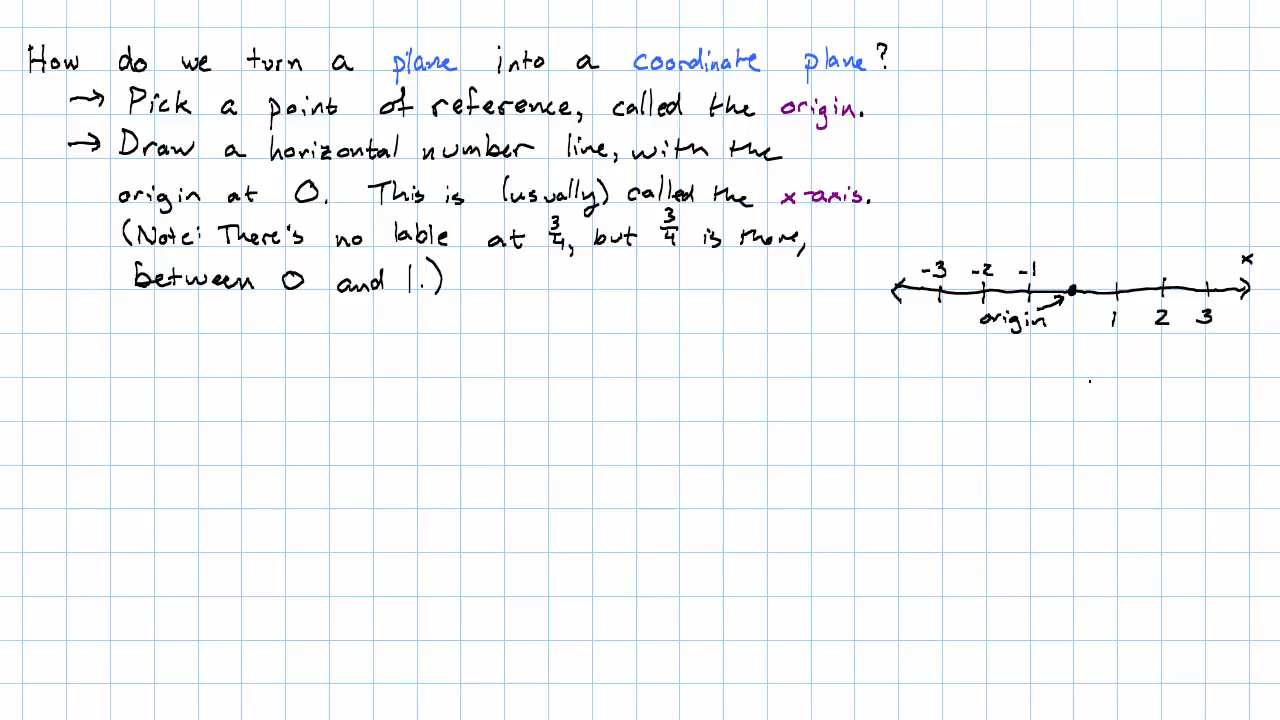 How do we turn a plane into a coordinate plane?
→ Pick a point of reference, called the origin.
→ Draw a horizontal number line, with the
origin at 0. This is (usually) called the x-axis.
(Note: There's no lable at 3/4, but 3/4 is there,
between 0 and 1.)
x
-3 -2 -1
origin 1 2 3